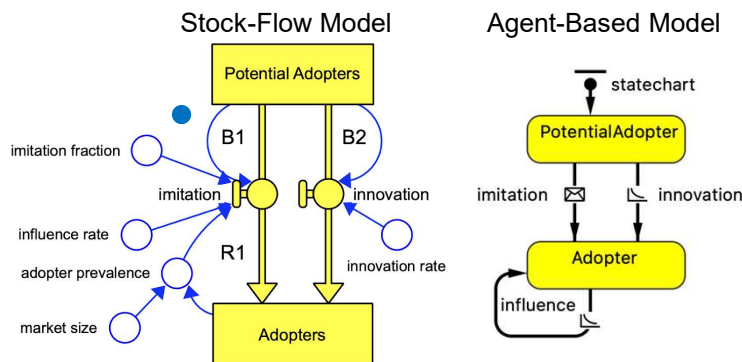 Stock-Flow Model
Potential Adopters
B1
B2
imitation fraction
imitation
innovation
influence rate
R1
adopter prevalence
innovation rate
market size
Adopters
Agent-Based Model
statechart
PotentialAdopter
imitation
innovation
Adopter
influence